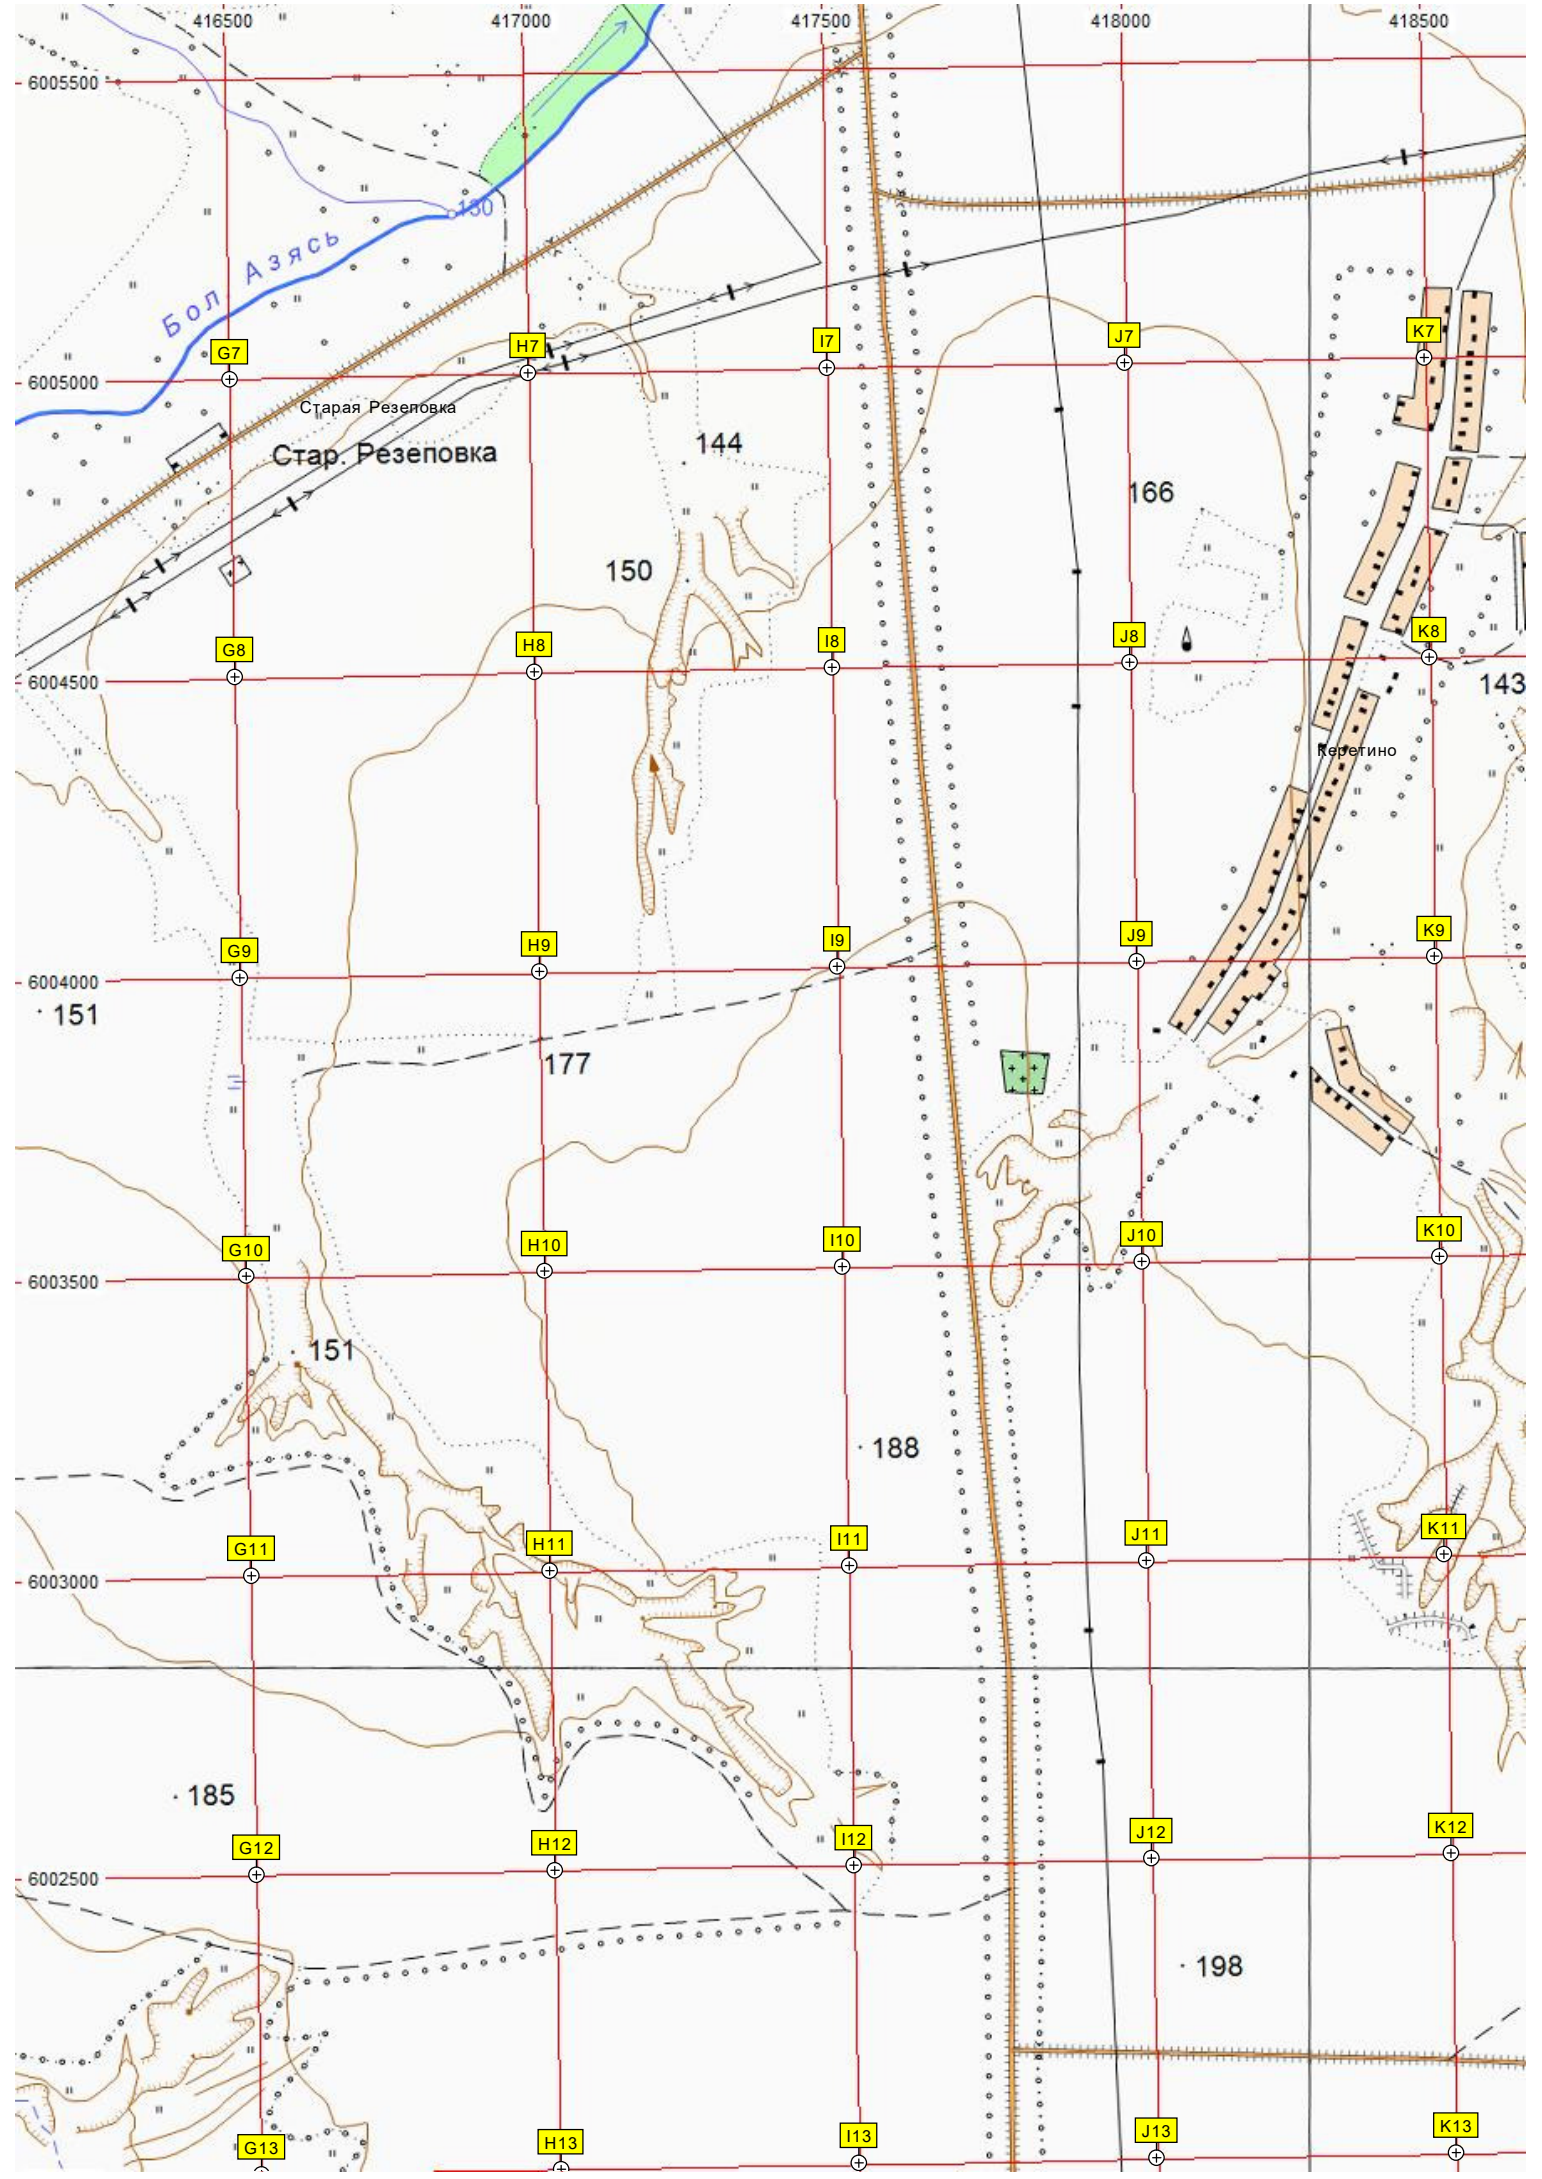 416500 417000 417500 418000 418500
6005500
130
Бол Азясь
G7 H7 I7 J7 K7
6005000
Старая Резеповка
Стар. Резеповка
144
166
150
G8 H8 I8 J8 K8
6004500
143
Керетино
G9 H9 I9 J9 K9
6004000
151
177
G10 H10 I10 J10 K10
6003500
151
188
G11 H11 I11 J11 K11
6003000
185
G12 H12 I12 J12 K12
6002500
198
G13 H13 I13 J13 K13